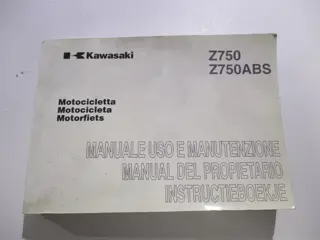 Kawasaki
Z750
Z750ABS
Motocicletta
Motocicleta
Motorfiets
MANUALE USO E MANUTENZIONE
MANUAL DEL PROPIETARIO
INSTRUCTIEBOEKJE